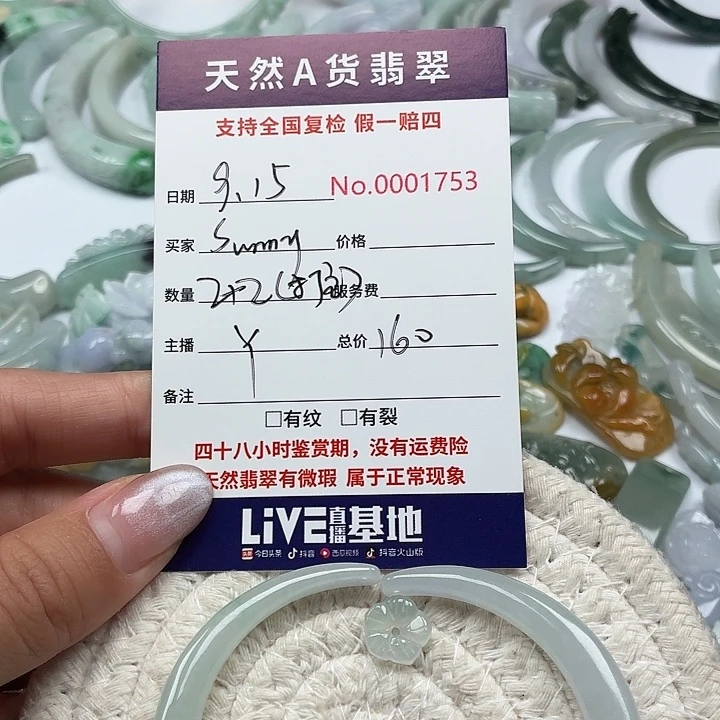 天然A货翡翠
支持全国复检 假一赔四
日期 9.15 No.0001753
买家 Sunny 价格
数量 2+2( 服务费
主播 Y 总价 160
备注
□有纹 □有裂
四十八小时鉴赏期，没有运费险
天然翡翠有微瑕 属于正常现象
LiVE直播基地
头条 今日头条 抖音 西瓜视频 抖音火山版